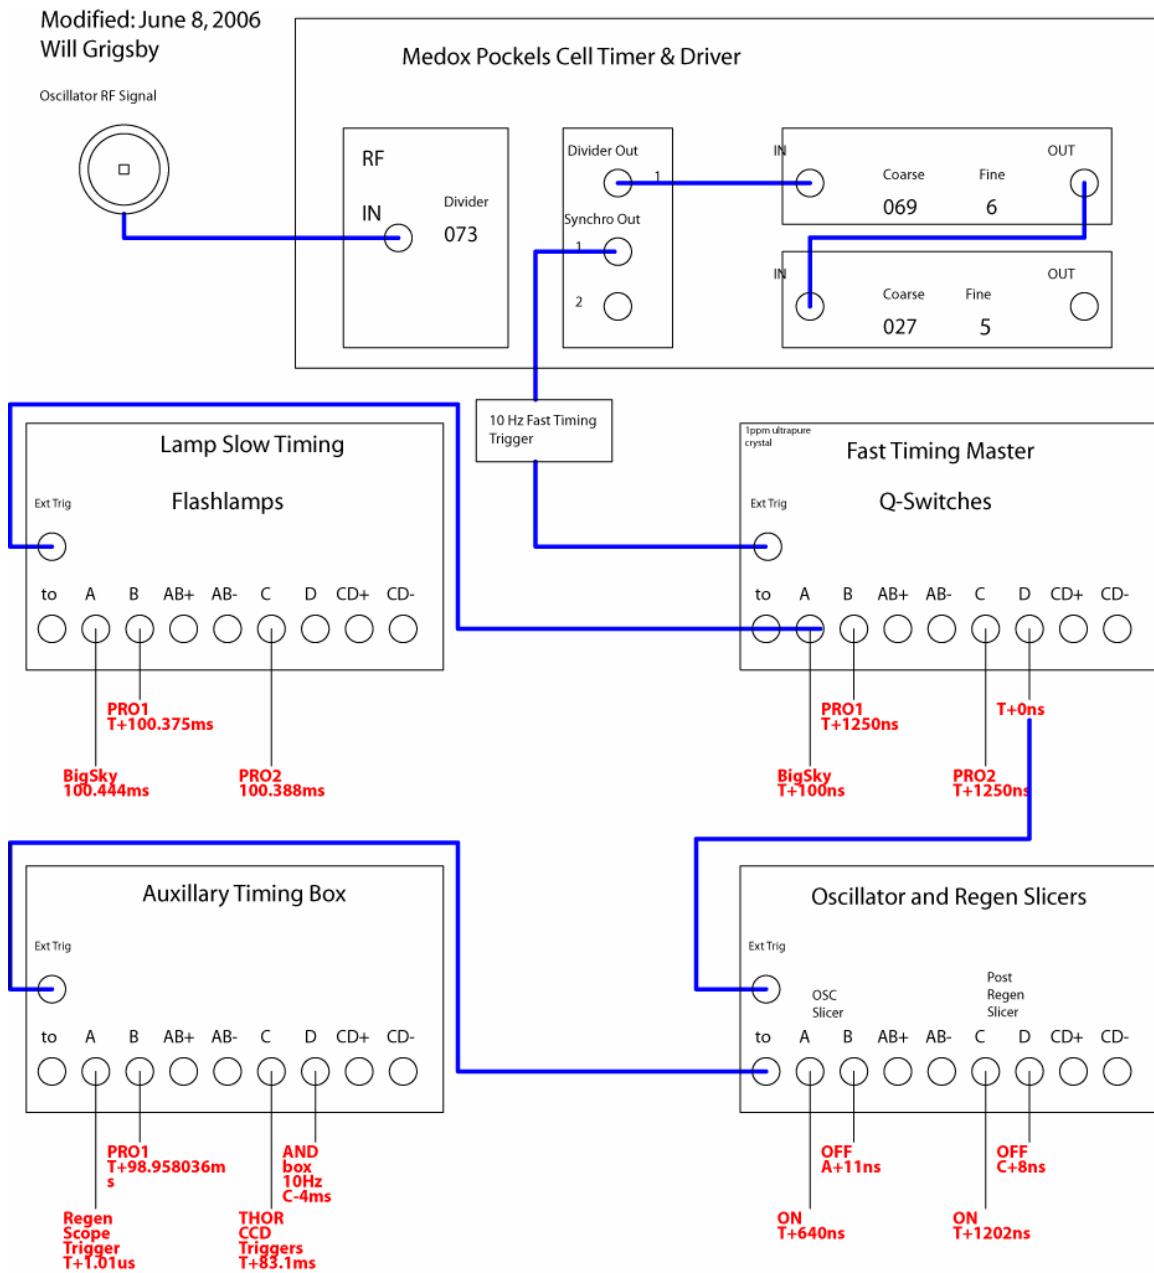 Modified: June 8, 2006
Will Grigsby
Oscillator RF Signal
Medox Pockels Cell Timer & Driver
RF
IN
Divider
073
Divider Out
1
Synchro Out
1
2
IN
Coarse
Fine
OUT
069
6
IN
Coarse
Fine
OUT
027
5
10 Hz Fast Timing
Trigger
Lamp Slow Timing
Flashlamps
Ext Trig
to A B AB+ AB- C D CD+ CD-
PRO1
T+100.375ms
BigSky
100.444ms
PRO2
100.388ms
1ppm ultrapure
crystal
Fast Timing Master
Q-Switches
Ext Trig
to A B AB+ AB- C D CD+ CD-
PRO1
T+1250ns
T+0ns
BigSky
T+100ns
PRO2
T+1250ns
Auxillary Timing Box
Ext Trig
to A B AB+ AB- C D CD+ CD-
PRO1
T+98.958036m
s
AND
box
10Hz
C-4ms
Regen
Scope
Trigger
T+1.01us
THOR
CCD
Triggers
T+83.1ms
Oscillator and Regen Slicers
Ext Trig
OSC
Slicer
Post
Regen
Slicer
to A B AB+ AB- C D CD+ CD-
OFF
A+11ns
OFF
C+8ns
ON
T+640ns
ON
T+1202ns